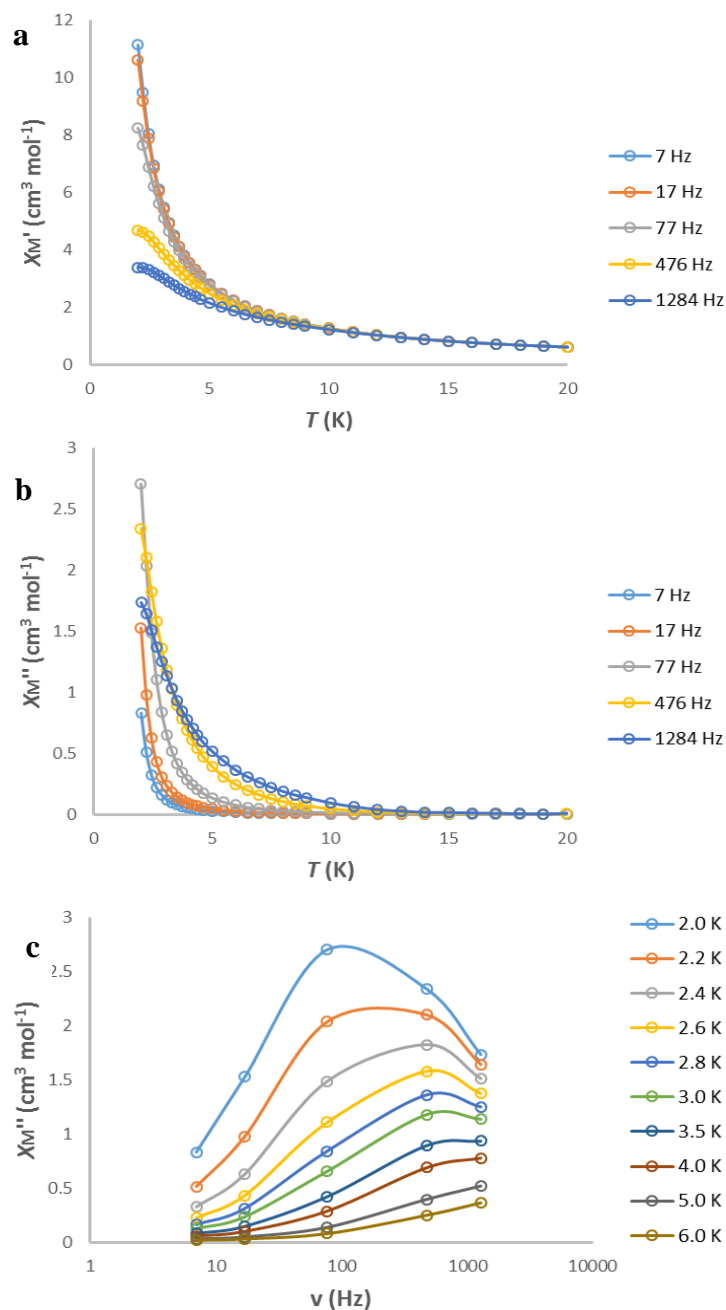 a
12
10
8
6
4
2
0
χM' (cm³ mol⁻¹)
0 5 10 15 20
T (K)
7 Hz
17 Hz
77 Hz
476 Hz
1284 Hz
b
3
2.5
2
1.5
1
0.5
0
χM'' (cm³ mol⁻¹)
0 5 10 15 20
T (K)
7 Hz
17 Hz
77 Hz
476 Hz
1284 Hz
c
3
2.5
2
1.5
1
0.5
0
χM'' (cm³ mol⁻¹)
1 10 100 1000 10000
ν (Hz)
2.0 K
2.2 K
2.4 K
2.6 K
2.8 K
3.0 K
3.5 K
4.0 K
5.0 K
6.0 K